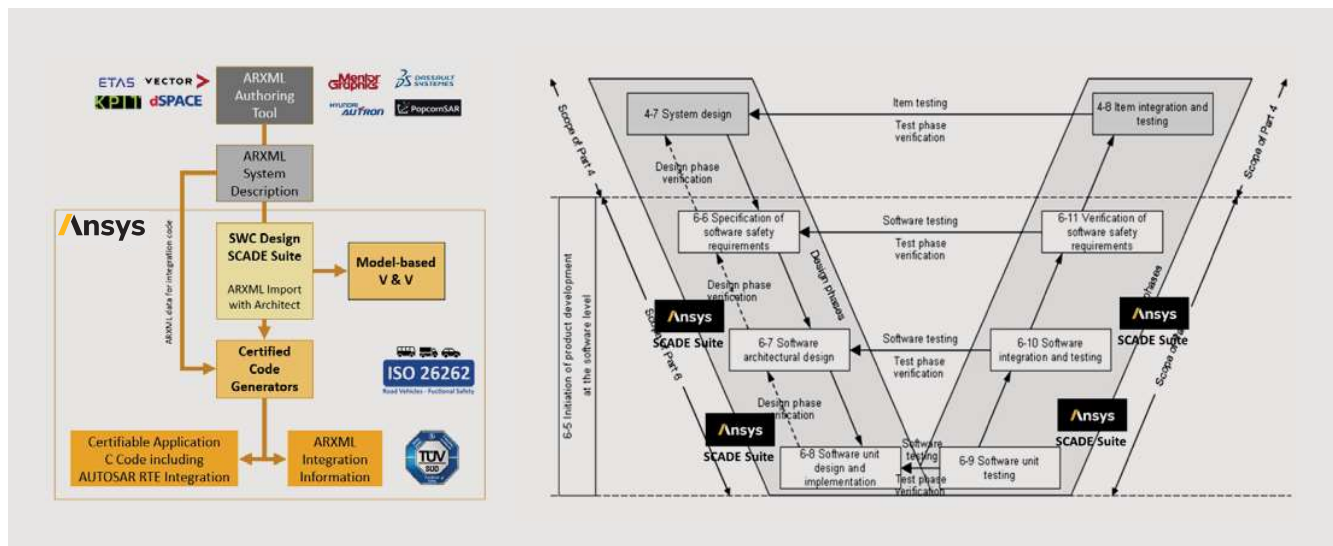 ETAS
VECTOR
KPIT
dSPACE
ARXML
Authoring
Tool
Mentor
Graphics
DASSAULT
SYSTEMES
HYUNDAI
AUTRON
PopcornSAR
ARXML
System
Description
Ansys
ARXML data for integration code
SWC Design
SCADE Suite
ARXML Import
with Architect
Model-based
V & V
Certified
Code
Generators
ISO 26262
Road Vehicles - Fuctional Safety
Certifiable Application
C Code including
AUTOSAR RTE Integration
ARXML
Integration
Information
TÜV
SUD
Scope of Part 4
4-7 System design
Item testing
Test phase
verification
4-8 Item integration and
testing
Scope of Part 4
Design phase
verification
6-5 Initiation of product development
at the software level
6-6 Specification of
software safety
requirements
Software testing
Test phase
verification
6-11 Verification of
software safety
requirements
Design phase
verification
Design phases
Ansys
SCADE Suite
Part 6
6-7 Software
architectural design
Software testing
Test phase
verification
6-10 Software
integration and testing
phases
Ansys
SCADE Suite
Scope of
Design phase
Ansys
SCADE Suite
6-8 Software unit
design and
implementation
Software
testing
Test phase
Verification
6-9 Software unit
testing
Ansys
SCADE Suite